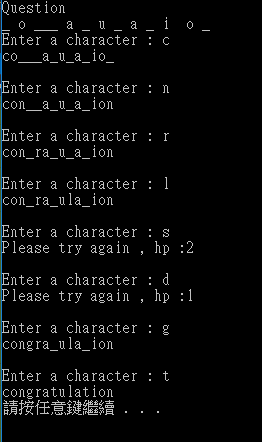 Question
_ o ___ a _ u _ a _ i o _
Enter a character : c
co___a_u_a_io_
Enter a character : n
con__a_u_a_ion
Enter a character : r
con_ra_u_a_ion
Enter a character : l
con_ra_ula_ion
Enter a character : s
Please try again , hp :2
Enter a character : d
Please try again , hp :1
Enter a character : g
congra_ula_ion
Enter a character : t
congratulation
請按任意鍵繼續 . . .